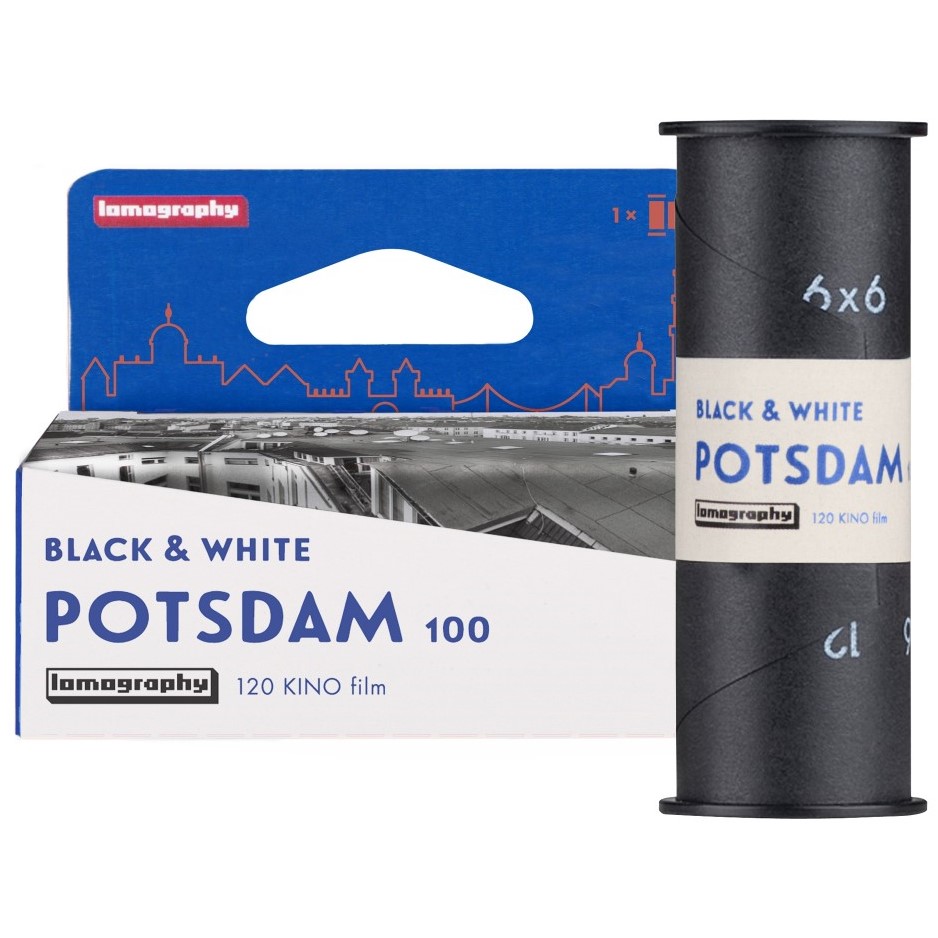 lomography
1 ×
BLACK & WHITE
POTSDAM 100
lomography
120 KINO film
6x6
BLACK & WHITE
POTSDAM
lomography
120 KINO film